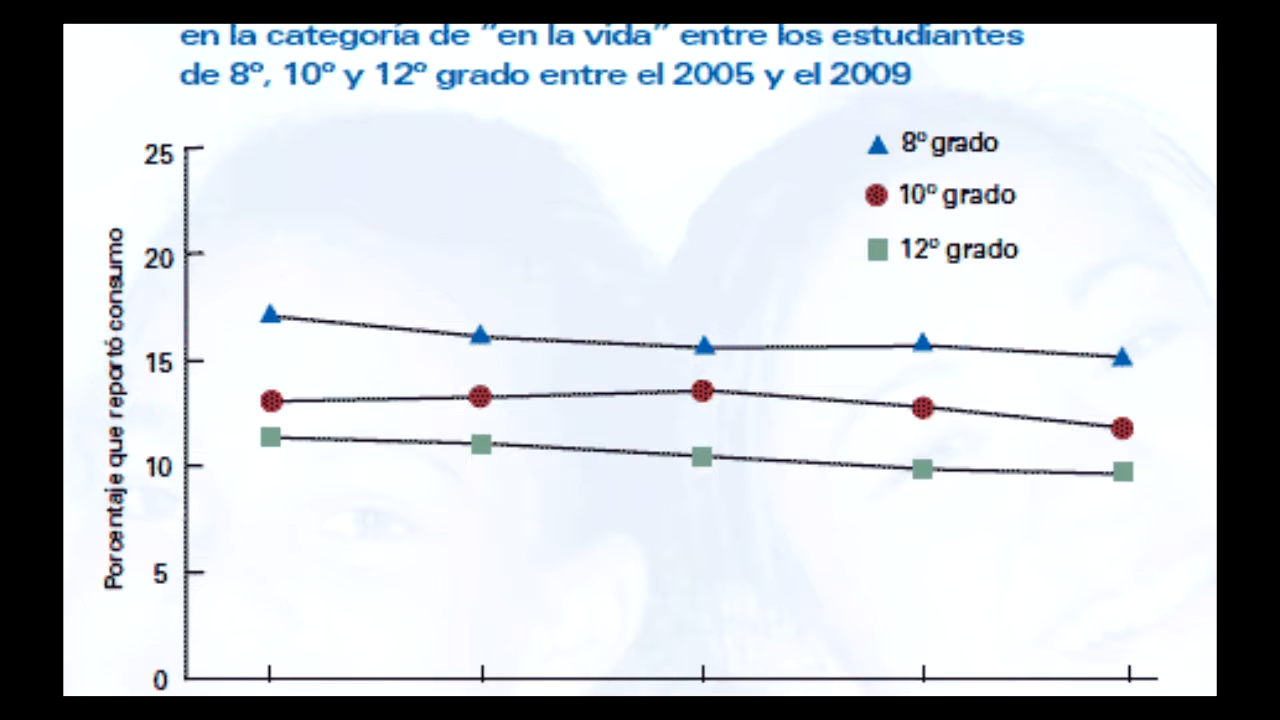 en la categoría de "en la vida" entre los estudiantes
de 8º, 10º y 12º grado entre el 2005 y el 2009
8º grado
10º grado
12º grado
Porcentaje que reportó consumo
25
20
15
10
5
0